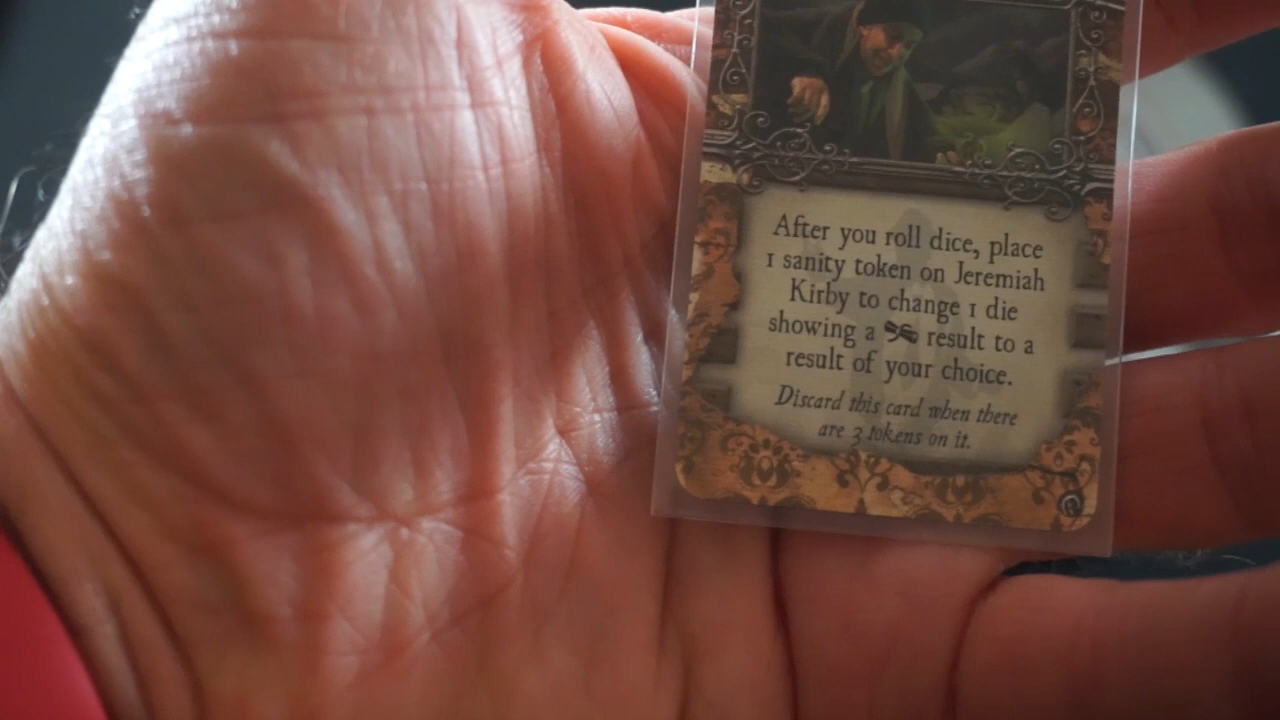 After you roll dice, place
1 sanity token on Jeremiah
Kirby to change 1 die
showing a result to a
result of your choice.
Discard this card when there
are 3 tokens on it.